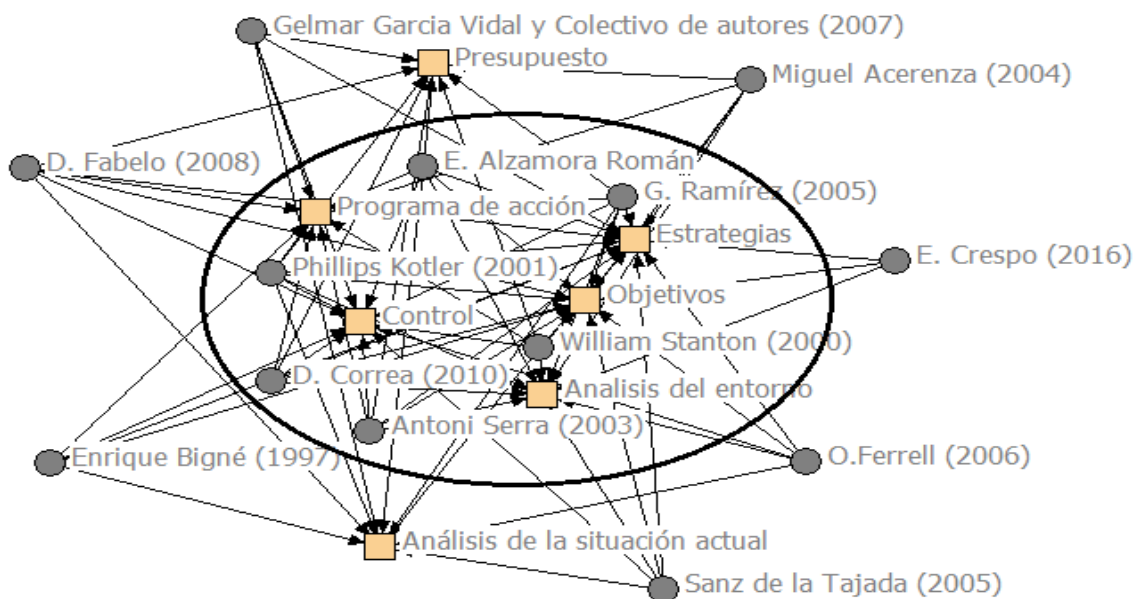 Gelmar Garcia Vidal y Colectivo de autores (2007)
Presupuesto
Miguel Acerenza (2004)
D. Fabelo (2008)
E. Alzamora Román
G. Ramírez (2005)
Programa de acción
Estrategias
E. Crespo (2016)
Phillips Kotler (2001)
Objetivos
Control
William Stanton (2000)
D. Correa (2010)
Analisis del entorno
Antoni Serra (2003)
Enrique Bigné (1997)
O.Ferrell (2006)
Análisis de la situación actual
Sanz de la Tajada (2005)